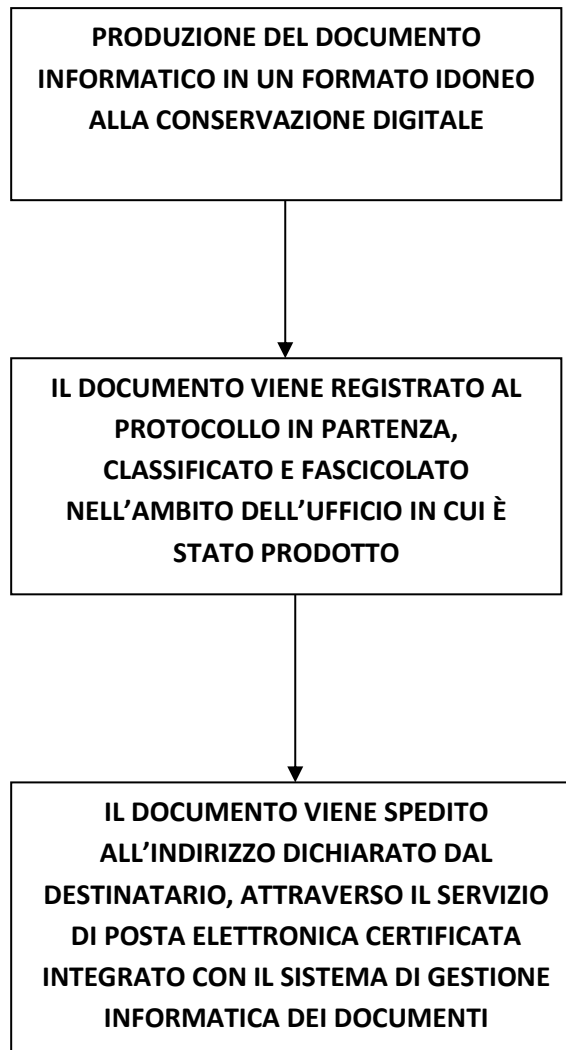 PRODUZIONE DEL DOCUMENTO
INFORMATICO IN UN FORMATO IDONEO
ALLA CONSERVAZIONE DIGITALE
IL DOCUMENTO VIENE REGISTRATO AL
PROTOCOLLO IN PARTENZA,
CLASSIFICATO E FASCICOLATO
NELL’AMBITO DELL’UFFICIO IN CUI È
STATO PRODOTTO
IL DOCUMENTO VIENE SPEDITO
ALL’INDIRIZZO DICHIARATO DAL
DESTINATARIO, ATTRAVERSO IL SERVIZIO
DI POSTA ELETTRONICA CERTIFICATA
INTEGRATO CON IL SISTEMA DI GESTIONE
INFORMATICA DEI DOCUMENTI